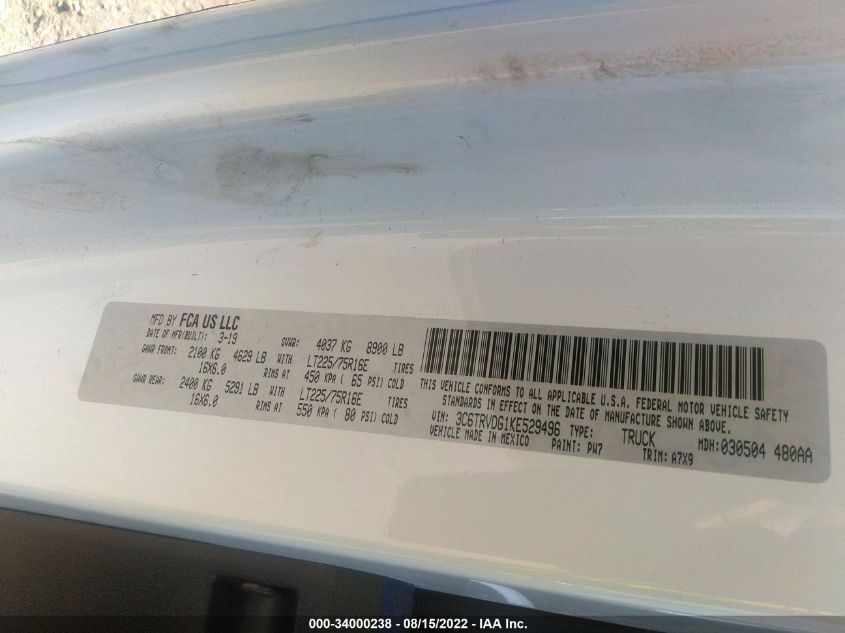 MFD BY FCA US LLC
DATE OF MFR(BUILT): 3-19 GVWR: 4037 KG 8900 LB
GAWR FRONT: 2100 KG 4629 LB WITH LT225/75R16E TIRES
16X6.0 RIMS AT 450 KPA ( 65 PSI) COLD
GAWR REAR: 2400 KG 5291 LB WITH LT225/75R16E TIRES
16X6.0 RIMS AT 550 KPA ( 80 PSI) COLD
THIS VEHICLE CONFORMS TO ALL APPLICABLE U.S.A. FEDERAL MOTOR VEHICLE SAFETY
STANDARDS IN EFFECT ON THE DATE OF MANUFACTURE SHOWN ABOVE.
VIN: 3C6TRVDG1KE529496 TYPE: TRUCK MDH:030504 480AA
VEHICLE MADE IN MEXICO PAINT: PW7 TRIM: A7X9
000-34000238 - 08/15/2022 - IAA Inc.